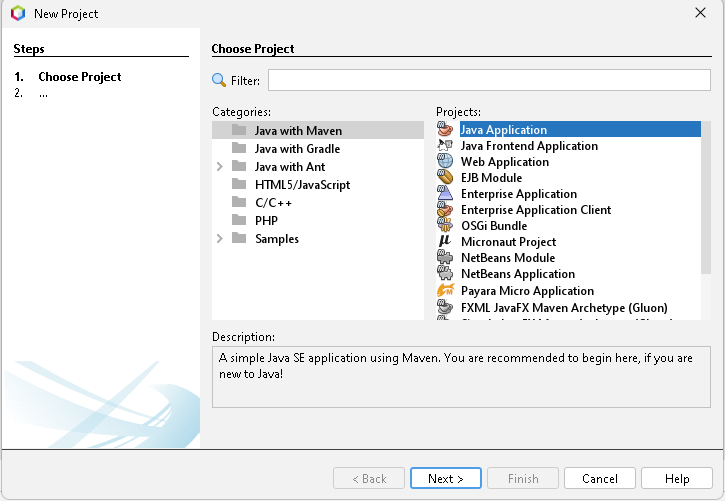 New Project
Steps
1. Choose Project
2. ...
Choose Project
Filter:
Categories:
Java with Maven
Java with Gradle
Java with Ant
HTML5/JavaScript
C/C++
PHP
Samples
Projects:
Java Application
Java Frontend Application
Web Application
EJB Module
Enterprise Application
Enterprise Application Client
OSGi Bundle
Micronaut Project
NetBeans Module
NetBeans Application
Payara Micro Application
FXML JavaFX Maven Archetype (Gluon)
Description:
A simple Java SE application using Maven. You are recommended to begin here, if you are
new to Java!
< Back
Next >
Finish
Cancel
Help